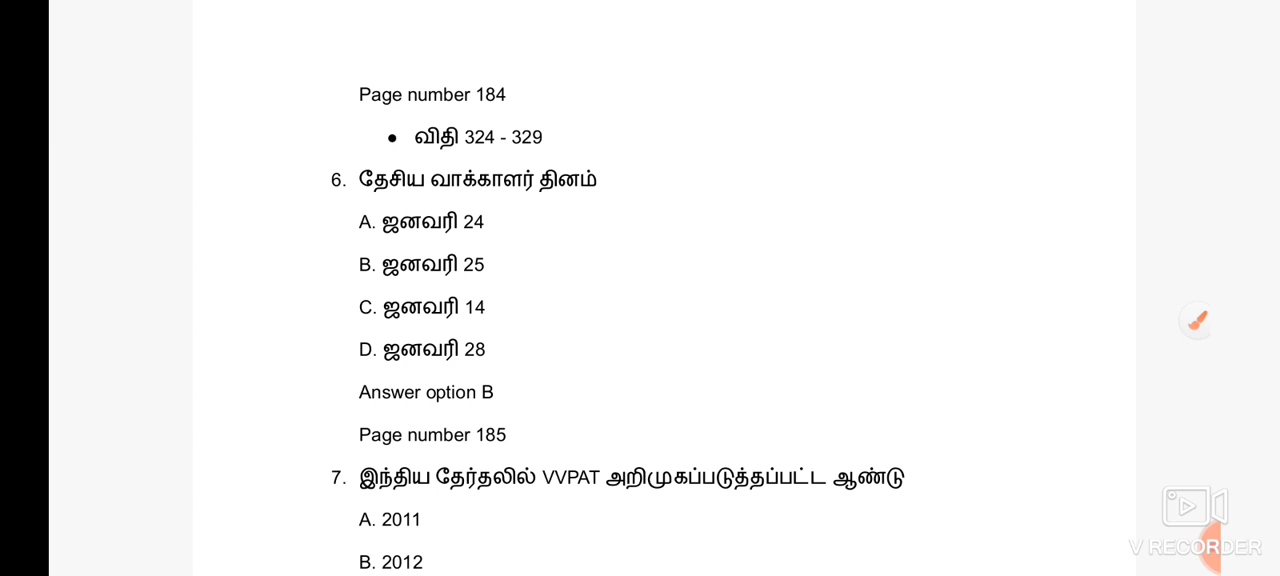 Page number 184
● விதி 324 - 329
6. தேசிய வாக்காளர் தினம்
A. ஜனவரி 24
B. ஜனவரி 25
C. ஜனவரி 14
D. ஜனவரி 28
Answer option B
Page number 185
7. இந்திய தேர்தலில் VVPAT அறிமுகப்படுத்தப்பட்ட ஆண்டு
A. 2011
B. 2012
V RECORDER